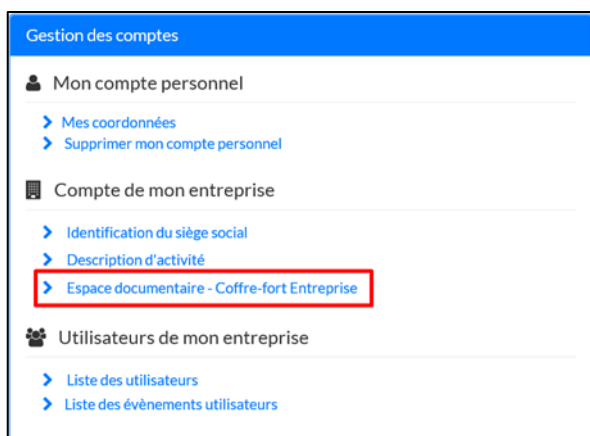 Gestion des comptes
Mon compte personnel
Mes coordonnées
Supprimer mon compte personnel
Compte de mon entreprise
Identification du siège social
Description d'activité
Espace documentaire - Coffre-fort Entreprise
Utilisateurs de mon entreprise
Liste des utilisateurs
Liste des évènements utilisateurs